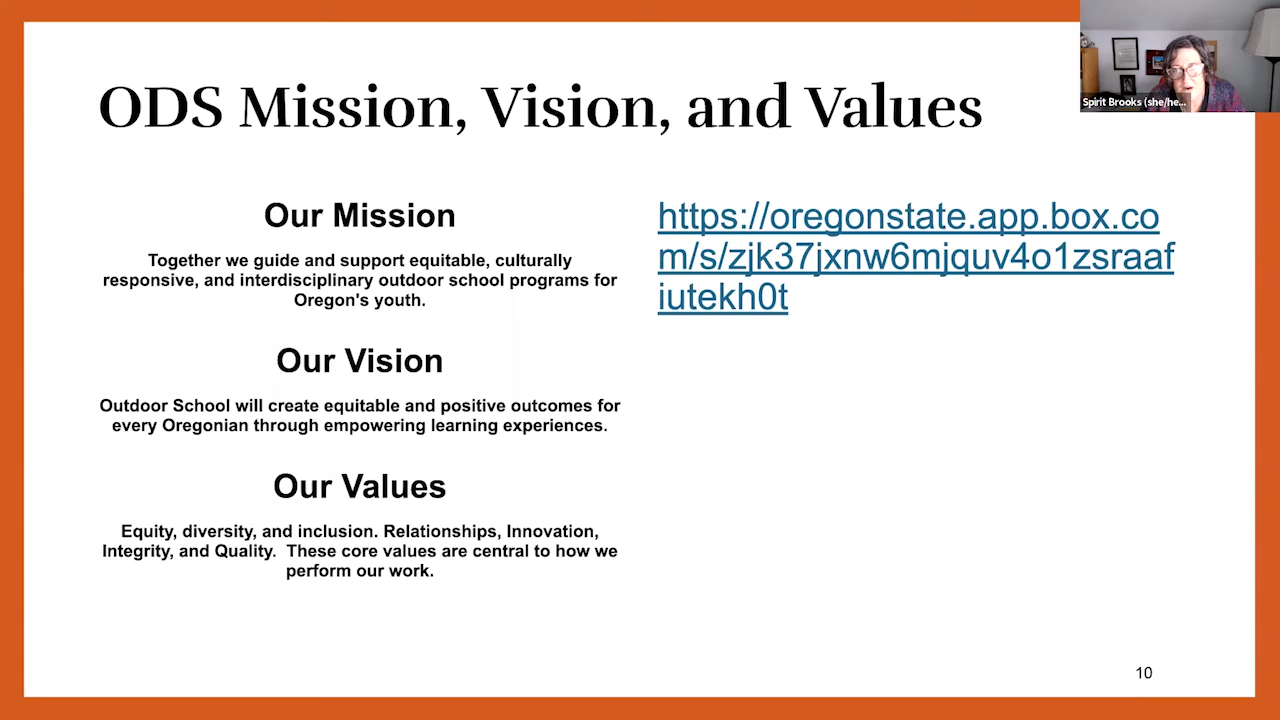 ODS Mission, Vision, and Values
Spirit Brooks (she/he...
Our Mission
Together we guide and support equitable, culturally
responsive, and interdisciplinary outdoor school programs for
Oregon's youth.
Our Vision
Outdoor School will create equitable and positive outcomes for
every Oregonian through empowering learning experiences.
Our Values
Equity, diversity, and inclusion. Relationships, Innovation,
Integrity, and Quality.  These core values are central to how we
perform our work.
https://oregonstate.app.box.co
m/s/zjk37jxnw6mjquv4o1zsraaf
iutekh0t
10